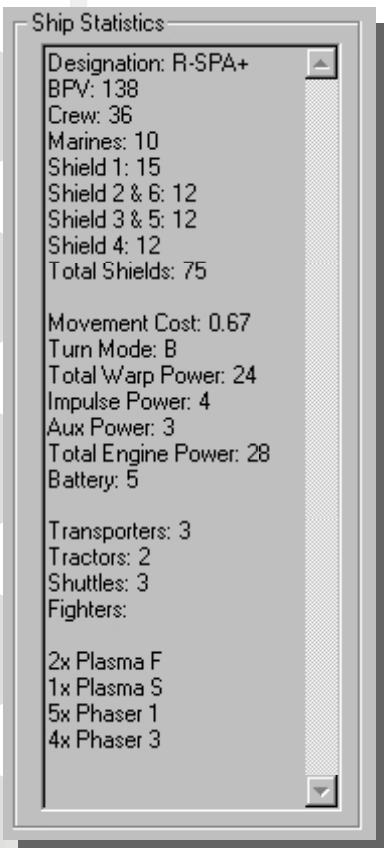 Ship Statistics
Designation: R-SPA+
BPV: 138
Crew: 36
Marines: 10
Shield 1: 15
Shield 2 & 6: 12
Shield 3 & 5: 12
Shield 4: 12
Total Shields: 75
Movement Cost: 0.67
Turn Mode: B
Total Warp Power: 24
Impulse Power: 4
Aux Power: 3
Total Engine Power: 28
Battery: 5
Transporters: 3
Tractors: 2
Shuttles: 3
Fighters:
2x Plasma F
1x Plasma S
5x Phaser 1
4x Phaser 3